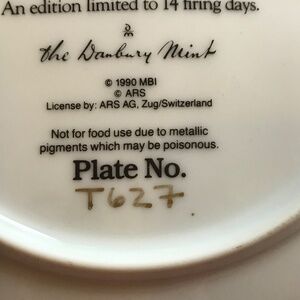 An edition limited to 14 firing days.
the Danbury Mint
© 1990 MBI
© ARS
License by: ARS AG, Zug/Switzerland
Not for food use due to metallic
pigments which may be poisonous.
Plate No.
T627